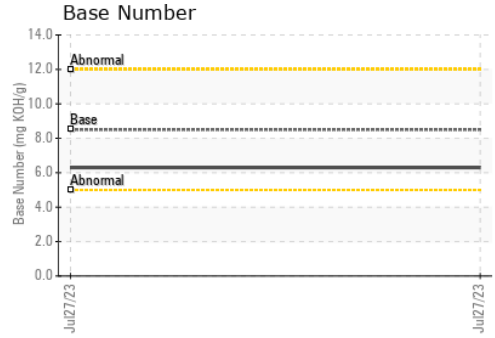 Base Number
Base Number (mg KOH/g)
14.0
12.0
10.0
8.0
6.0
4.0
2.0
0.0
Abnormal
Base
Abnormal
Jul27/23
Jul27/23